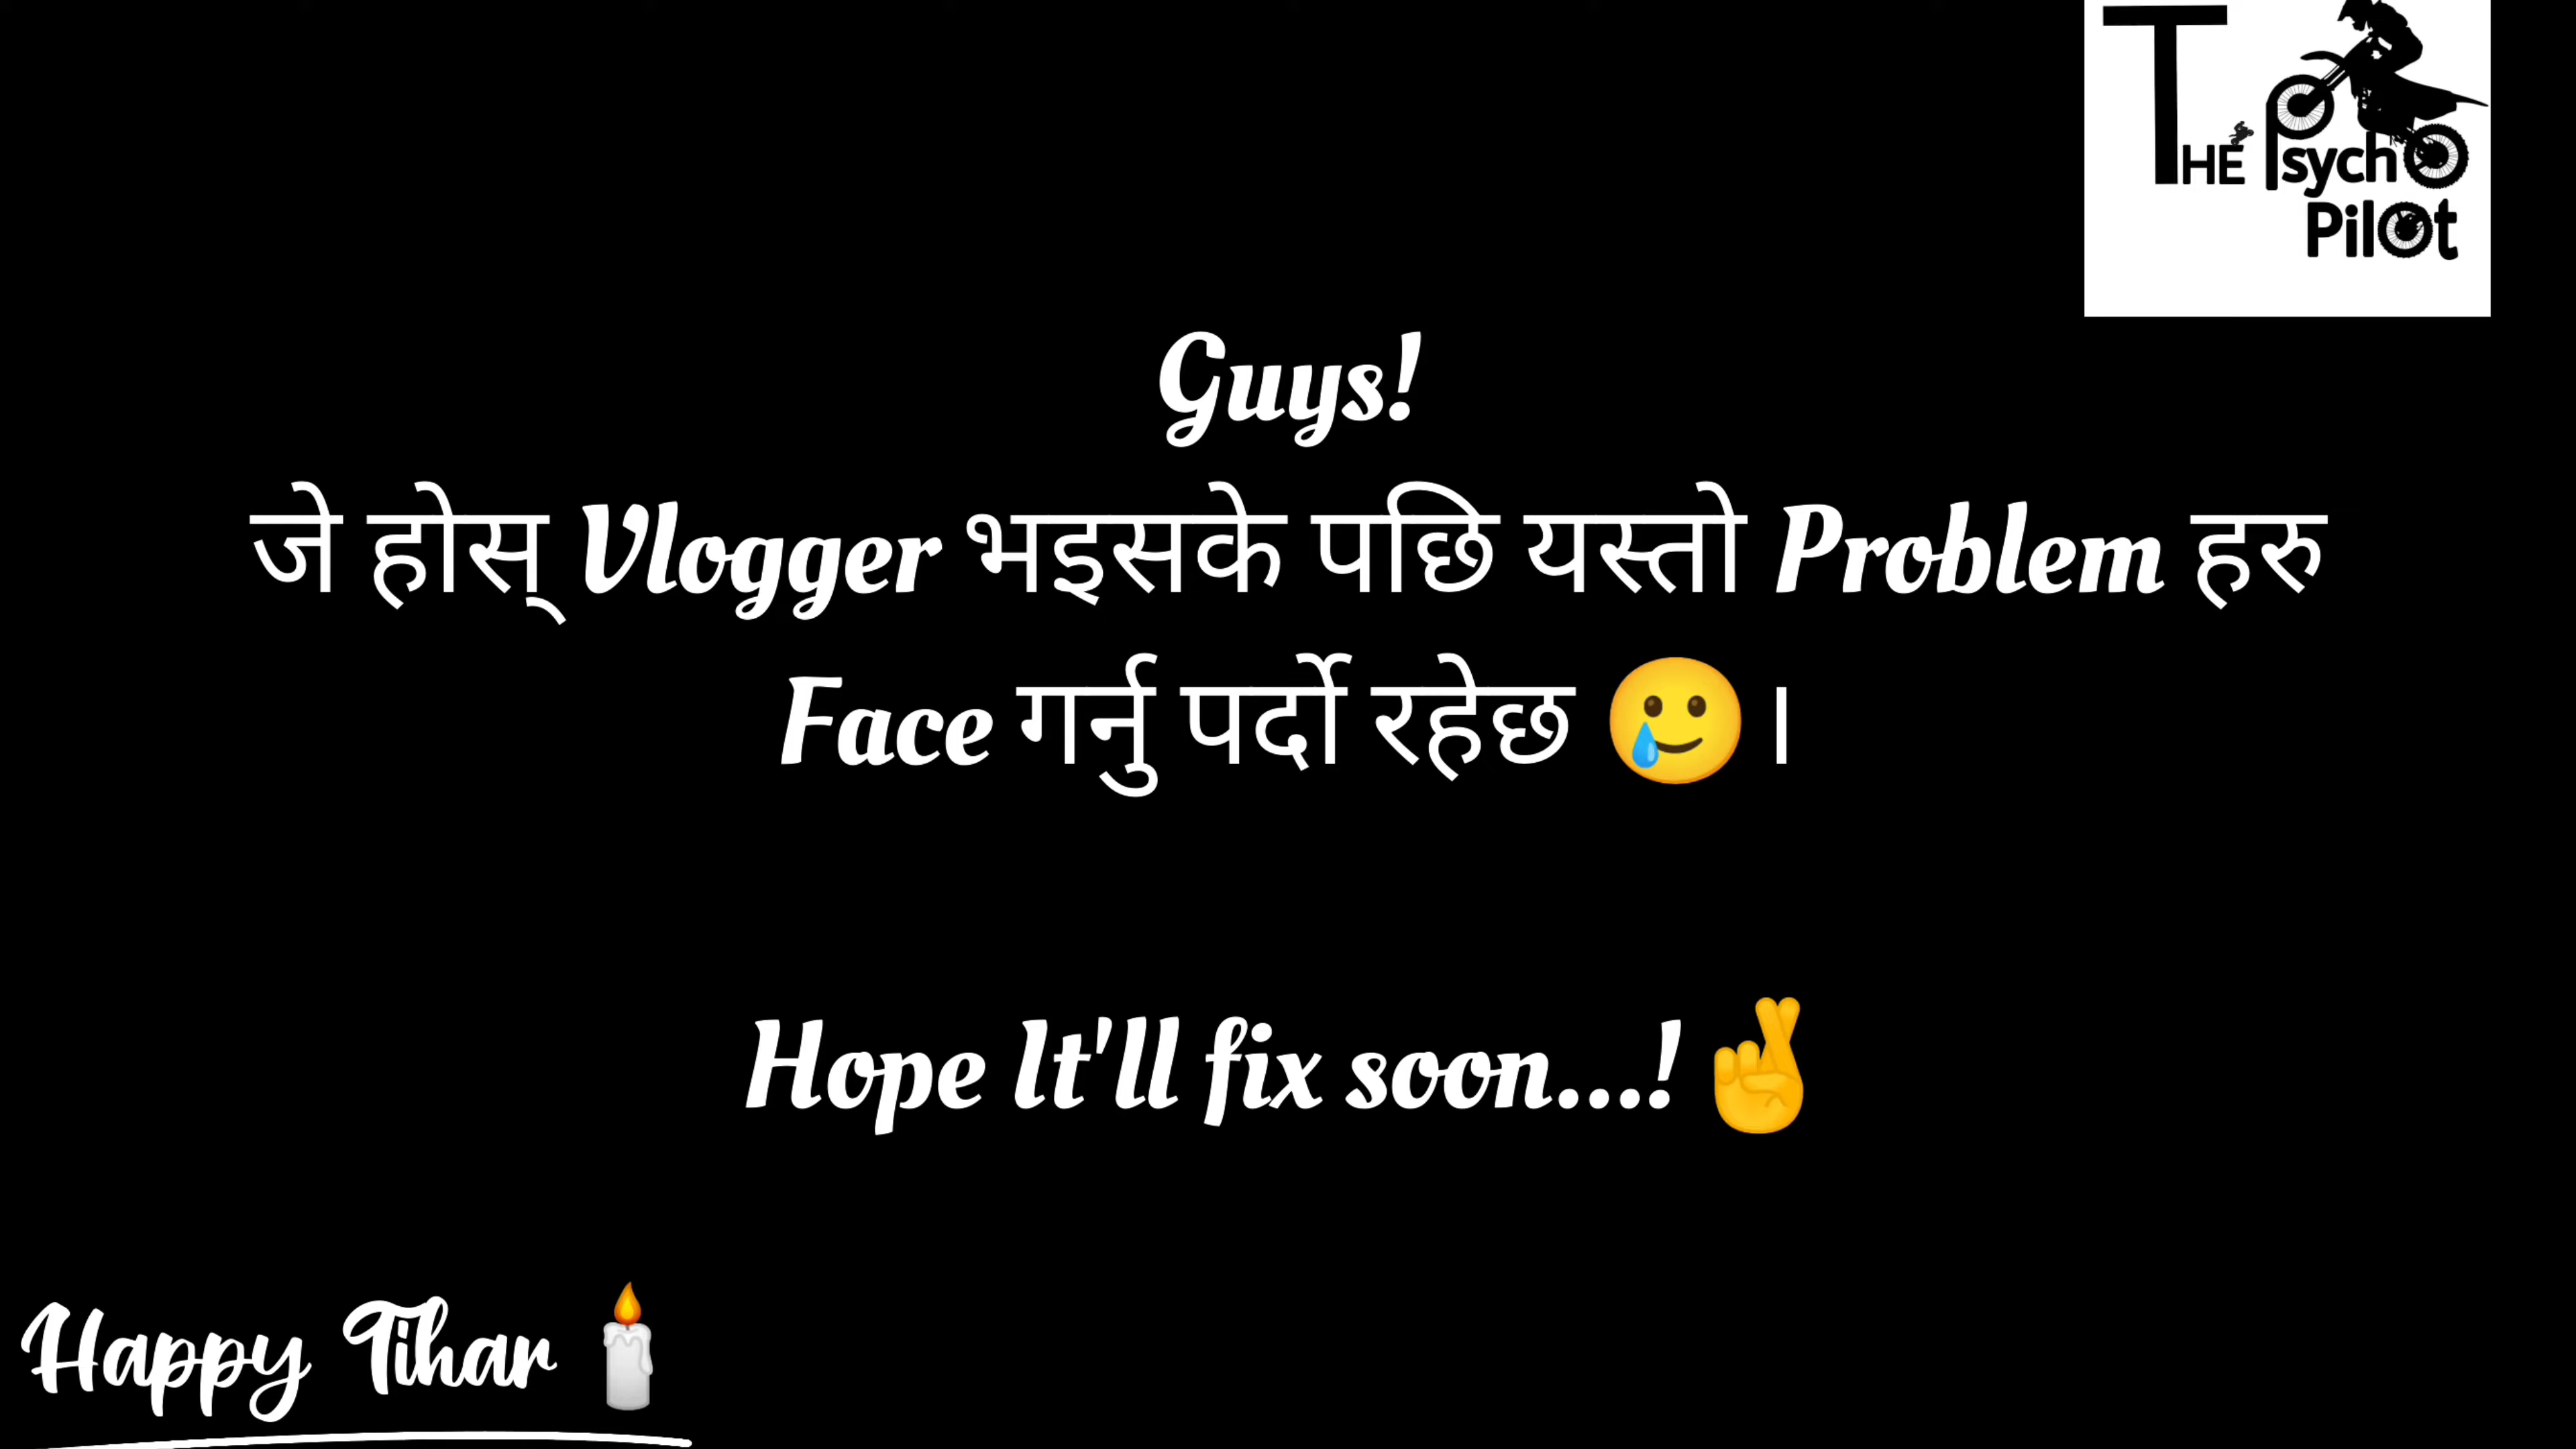 THE Psycho
Pilot
Guys!
जे होस् Vlogger भइसके पछि यस्तो Problem हरु
Face गर्नु पर्दो रहेछ 🥲।
Hope It'll fix soon...!🤞
Happy Tihar 🕯️